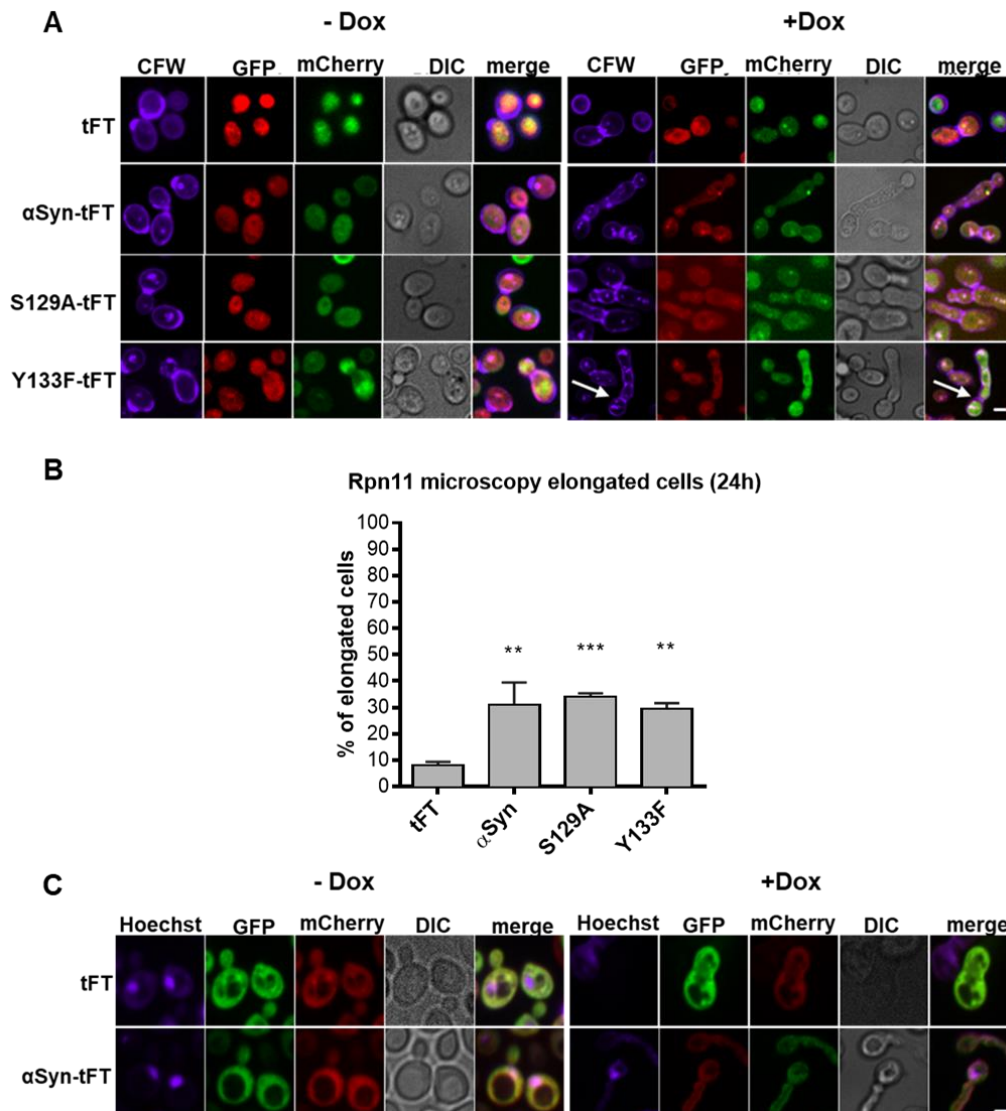 A
- Dox
+Dox
CFW GFP mCherry DIC merge CFW GFP mCherry DIC merge
tFT
αSyn-tFT
S129A-tFT
Y133F-tFT
B
Rpn11 microscopy elongated cells (24h)
% of elongated cells
100
90
80
70
60
50
40
30
20
10
0
** *** **
tFT αSyn S129A Y133F
C
- Dox
+Dox
Hoechst GFP mCherry DIC merge Hoechst GFP mCherry DIC merge
tFT
αSyn-tFT